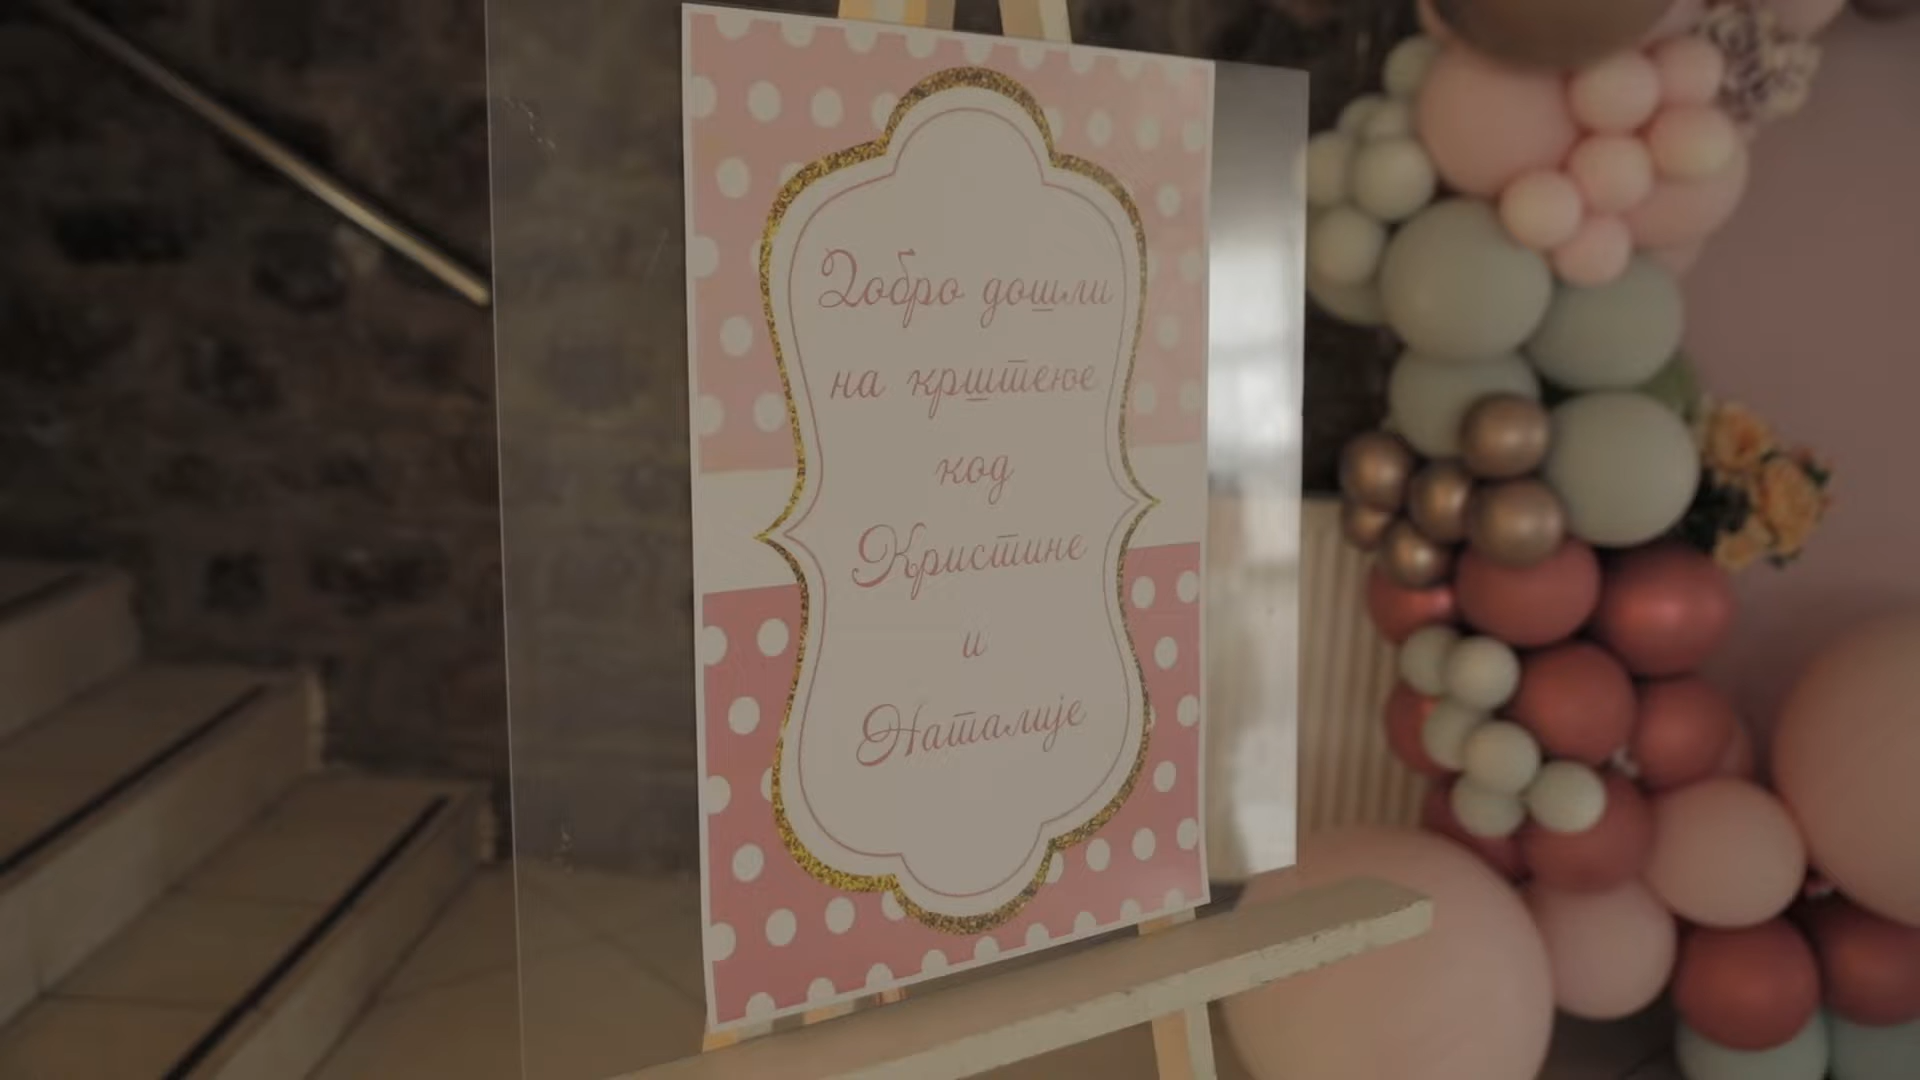 Добро дошли
на крштење
код
Кристине
и
Наталије